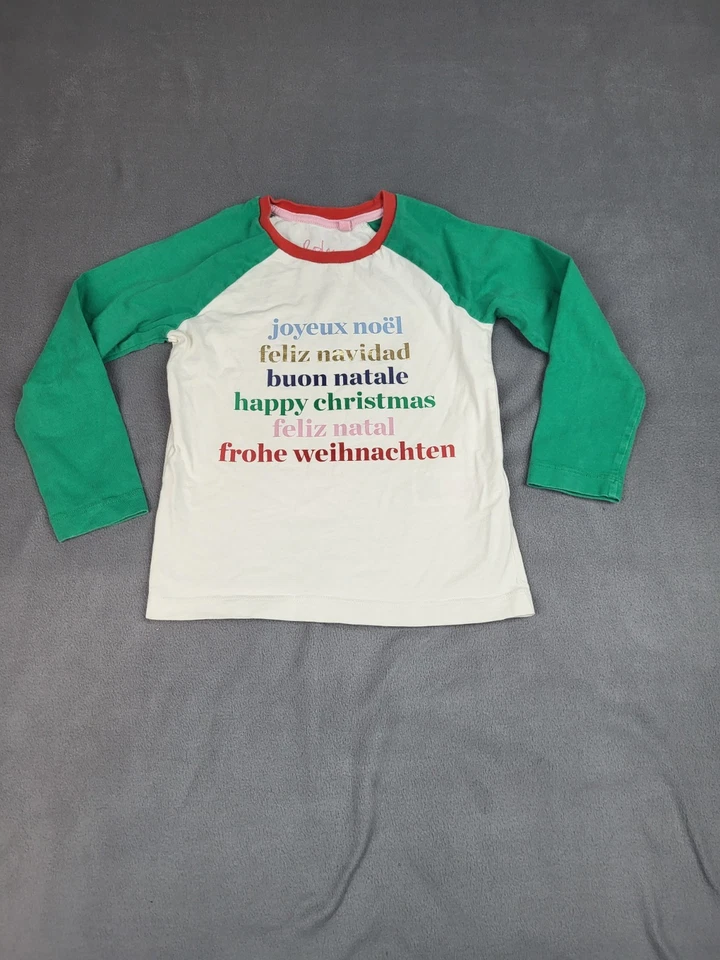 joyeux noël
feliz navidad
buon natale
happy christmas
feliz natal
frohe weihnachten